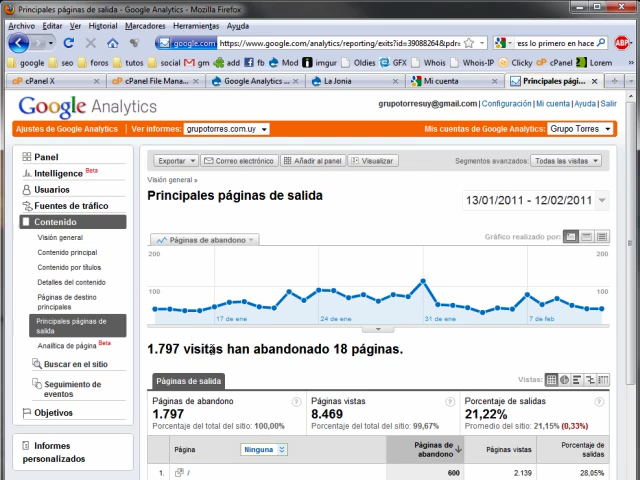 Principales páginas de salida - Google Analytics - Mozilla Firefox
Archivo Editar Ver Historial Marcadores Herramientas Ayuda
google.com https://www.google.com/analytics/reporting/exits?id=39088264&pdr= ess lo primero en hace ABP
google seo foros tutos social gm add fb Dmoz Whois Whois-IP Oldies GFX Clicky cPanel Lorem
cPanel X cPanel File Mana... Google Analytics ... La Jonia Mi cuenta Principales pági...
Google Analytics
grupotorresuy@gmail.com | Configuración | Mi cuenta | Ayuda | Salir
Ajustes de Google Analytics Ver informes: grupotorres.com.uy Mis cuentas de Google Analytics: Grupo Torres
Panel
Intelligence Beta
Usuarios
Fuentes de tráfico
Contenido
Visión general
Contenido principal
Contenido por títulos
Detalles del contenido
Páginas de destino
principales
Principales páginas de
salida
Analítica de página Beta
Buscar en el sitio
Seguimiento de
eventos
Objetivos
Informes
personalizados
Exportar Correo electrónico Añadir al panel Visualizar Segmentos avanzados: Todas las visitas
Visión general »
Principales páginas de salida
13/01/2011 - 12/02/2011
Páginas de abandono
Gráfico realizado por:
200 200
100 100
17 de ene 24 de ene 31 de ene 7 de feb
1.797 visitas han abandonado 18 páginas.
Páginas de salida Vistas:
Páginas de abandono
1.797
Porcentaje del total del sitio: 100,00%
Páginas vistas
8.469
Porcentaje del total del sitio: 99,67%
Porcentaje de salidas
21,22%
Promedio del sitio: 21,15% (0,33%)
Página Ninguna Páginas de abandono Páginas vistas Porcentaje de salidas
1. / 600 2.139 28,05%